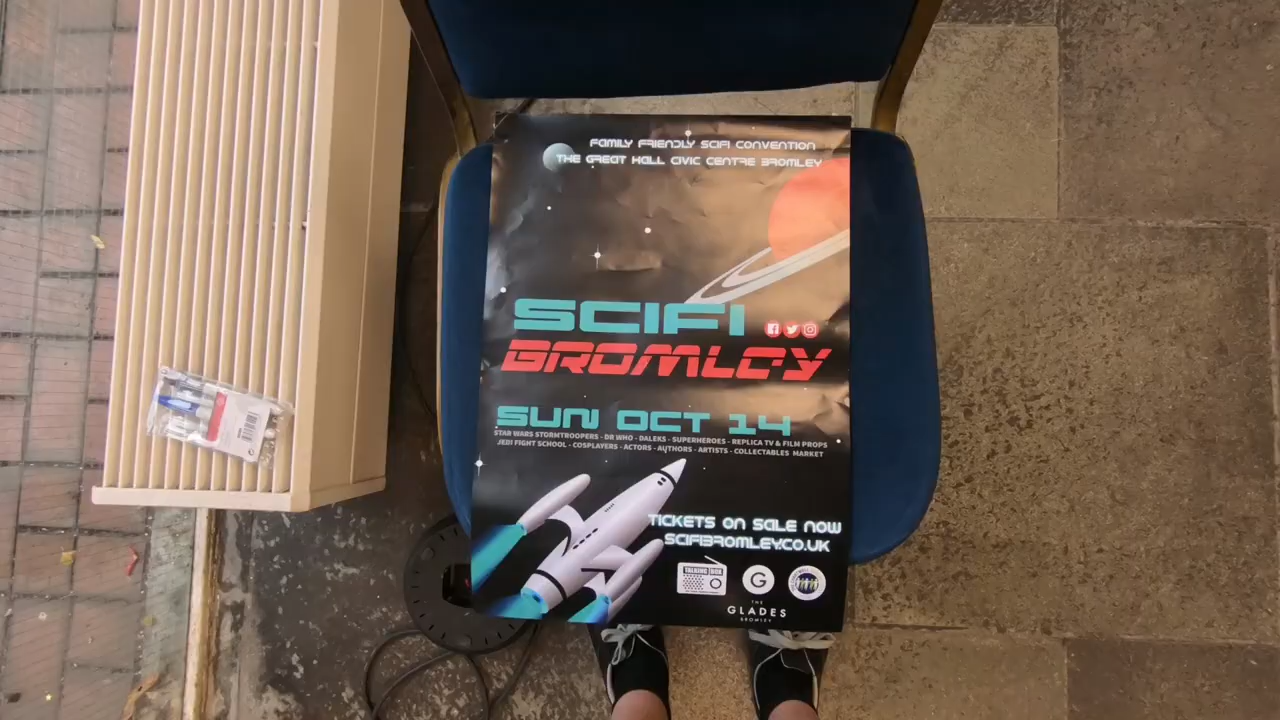 FAMILY FRIENDLY SCIFI CONVENTION
THE GREAT HALL CIVIC CENTRE BROMLEY
SCIFI
BROMLEY
SUN OCT 14
STAR WARS STORMTROOPERS - DR WHO - DALEKS - SUPERHEROES - REPLICA TV & FILM PROPS
JEDI FIGHT SCHOOL - COSPLAYERS - ACTORS - AUTHORS - ARTISTS - COLLECTABLES MARKET
TICKETS ON SALE NOW
SCIFIBROMLEY.CO.UK
TALKING BOX
G
THE
GLADES
BROMLEY